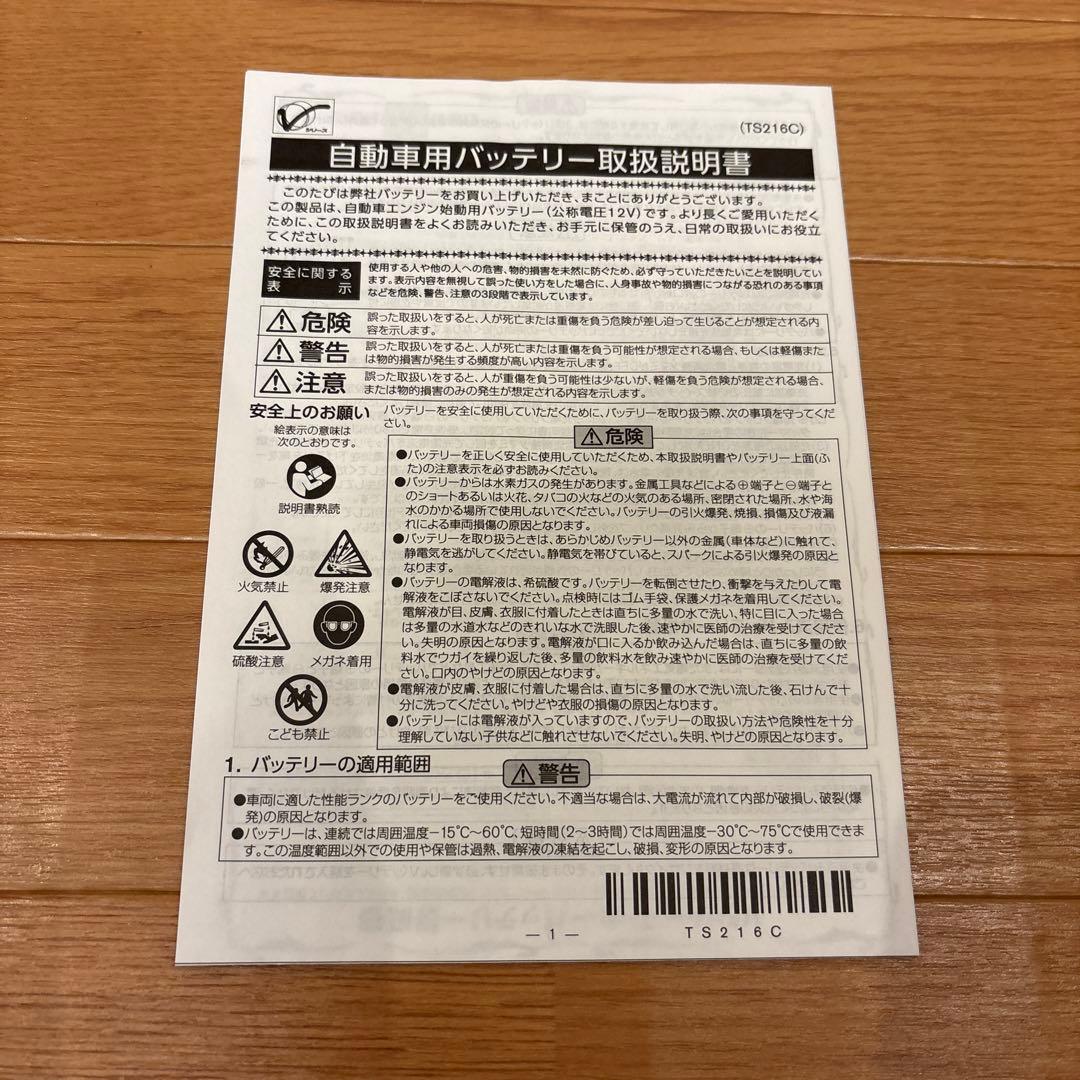 Vシリーズ
(TS216C)
自動車用バッテリー取扱説明書
このたびは弊社バッテリーをお買い上げいただき、まことにありがとうございます。
この製品は、自動車エンジン始動用バッテリー(公称電圧12V)です。より長くご愛用いただく
ために、この取扱説明書をよくお読みいただき、お手元に保管のうえ、日常の取扱いにお役立
てください。
安全に関する
表示
使用する人や他の人への危害、物的損害を未然に防ぐため、必ず守っていただきたいことを説明してい
ます。表示内容を無視して誤った使い方をした場合に、人身事故や物的損害につながる恐れのある事項
などを危険、警告、注意の3段階で表示しています。
危険
誤った取扱いをすると、人が死亡または重傷を負う危険が差し迫って生じることが想定される内
容を示します。
警告
誤った取扱いをすると、人が死亡または重傷を負う可能性が想定される場合、もしくは軽傷また
は物的損害が発生する頻度が高い内容を示します。
注意
誤った取扱いをすると、人が重傷を負う可能性は少ないが、軽傷を負う危険が想定される場合、
または物的損害のみの発生が想定される内容を示します。
安全上のお願い
バッテリーを安全に使用していただくために、バッテリーを取り扱う際、次の事項を守ってくだ
さい。
絵表示の意味は
次のとおりです。
説明書熟読
火気禁止
爆発注意
硫酸注意
メガネ着用
こども禁止
危険
●バッテリーを正しく安全に使用していただくため、本取扱説明書やバッテリー上面(ふ
た)の注意表示を必ずお読みください。
●バッテリーからは水素ガスの発生があります。金属工具などによる⊕端子と⊖端子と
のショートあるいは火花、タバコの火などの火気のある場所、密閉された場所、水や海
水のかかる場所で使用しないでください。バッテリーの引火爆発、焼損、損傷及び液漏
れによる車両損傷の原因となります。
●バッテリーを取り扱うときは、あらかじめバッテリー以外の金属(車体など)に触れて、
静電気を逃がしてください。静電気を帯びていると、スパークによる引火爆発の原因と
なります。
●バッテリーの電解液は、希硫酸です。バッテリーを転倒させたり、衝撃を与えたりして電
解液をこぼさないでください。点検時にはゴム手袋、保護メガネを着用してください。
電解液が目、皮膚、衣服に付着したときは直ちに多量の水で洗い、特に目に入った場合
は多量の水道水などのきれいな水で洗眼した後、速やかに医師の治療を受けてくださ
い。失明の原因となります。電解液が口に入るか飲み込んだ場合は、直ちに多量の飲
料水でウガイを繰り返した後、多量の飲料水を飲み速やかに医師の治療を受けてくだ
さい。口内のやけどの原因となります。
●電解液が皮膚、衣服に付着した場合は、直ちに多量の水で洗い流した後、石けんで十
分に洗ってください。やけどや衣服の損傷の原因となります。
●バッテリーには電解液が入っていますので、バッテリーの取扱い方法や危険性を十分
理解していない子供などに触れさせないでください。失明、やけどの原因となります。
1. バッテリーの適用範囲
警告
●車両に適した性能ランクのバッテリーをご使用ください。不適当な場合は、大電流が流れて内部が破損し、破裂(爆
発)の原因となります。
●バッテリーは、連続では周囲温度−15℃〜60℃、短時間(2〜3時間)では周囲温度−30℃〜75℃で使用できま
す。この温度範囲以外での使用や保管は過熱、電解液の凍結を起こし、破損、変形の原因となります。
TS216C
— 1 —